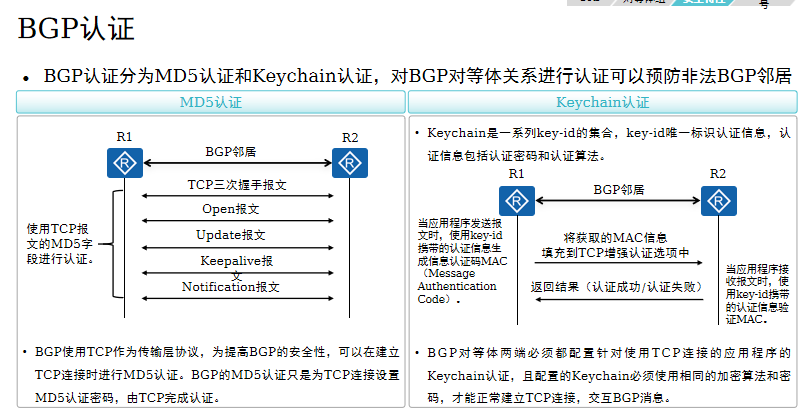 号
BGP认证
• BGP认证分为MD5认证和Keychain认证，对BGP对等体关系进行认证可以预防非法BGP邻居
MD5认证
R1
R2
BGP邻居
TCP三次握手报文
Open报文
Update报文
Keepalive报
文
Notification报文
使用TCP报
文的MD5字
段进行认证。
• BGP使用TCP作为传输层协议，为提高BGP的安全性，可以在建立
TCP连接时进行MD5认证。BGP的MD5认证只是为TCP连接设置
MD5认证密码，由TCP完成认证。
Keychain认证
• Keychain是一系列key-id的集合，key-id唯一标识认证信息，认
证信息包括认证密码和认证算法。
R1
R2
BGP邻居
当应用程序发送报
文时，使用key-id
携带的认证信息生
成信息认证码MAC
（Message
Authentication
Code）。
将获取的MAC信息
填充到TCP增强认证选项中
返回结果（认证成功/认证失败）
当应用程序接
收报文时，使
用key-id携带
的认证信息验
证MAC。
• BGP对等体两端必须都配置针对使用TCP连接的应用程序的
Keychain认证，且配置的Keychain必须使用相同的加密算法和密
码，才能正常建立TCP连接，交互BGP消息。